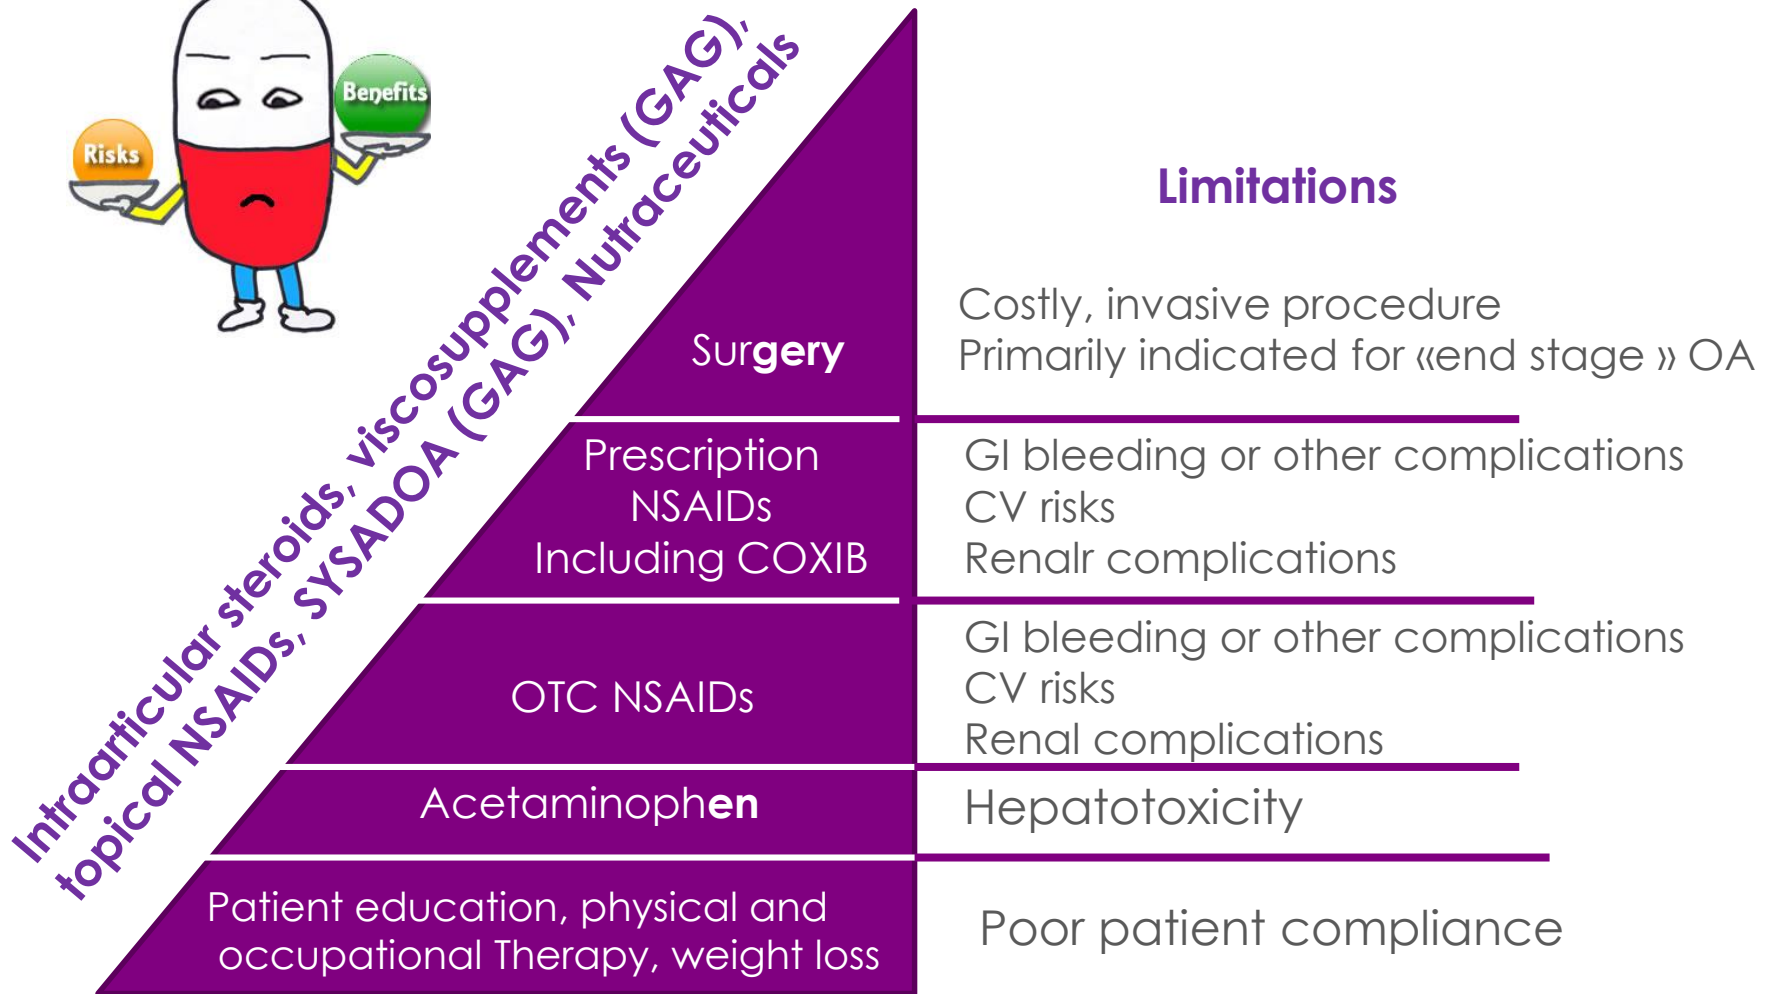 Benefits
Risks
Intraarticular steroids, viscosupplements (GAG),
topical NSAIDs, SYSADOA (GAG), Nutraceuticals
Limitations
Surgery
Costly, invasive procedure
Primarily indicated for «end stage » OA
Prescription
NSAIDs
Including COXIB
GI bleeding or other complications
CV risks
Renalr complications
OTC NSAIDs
GI bleeding or other complications
CV risks
Renal complications
Acetaminophen
Hepatotoxicity
Patient education, physical and
occupational Therapy, weight loss
Poor patient compliance